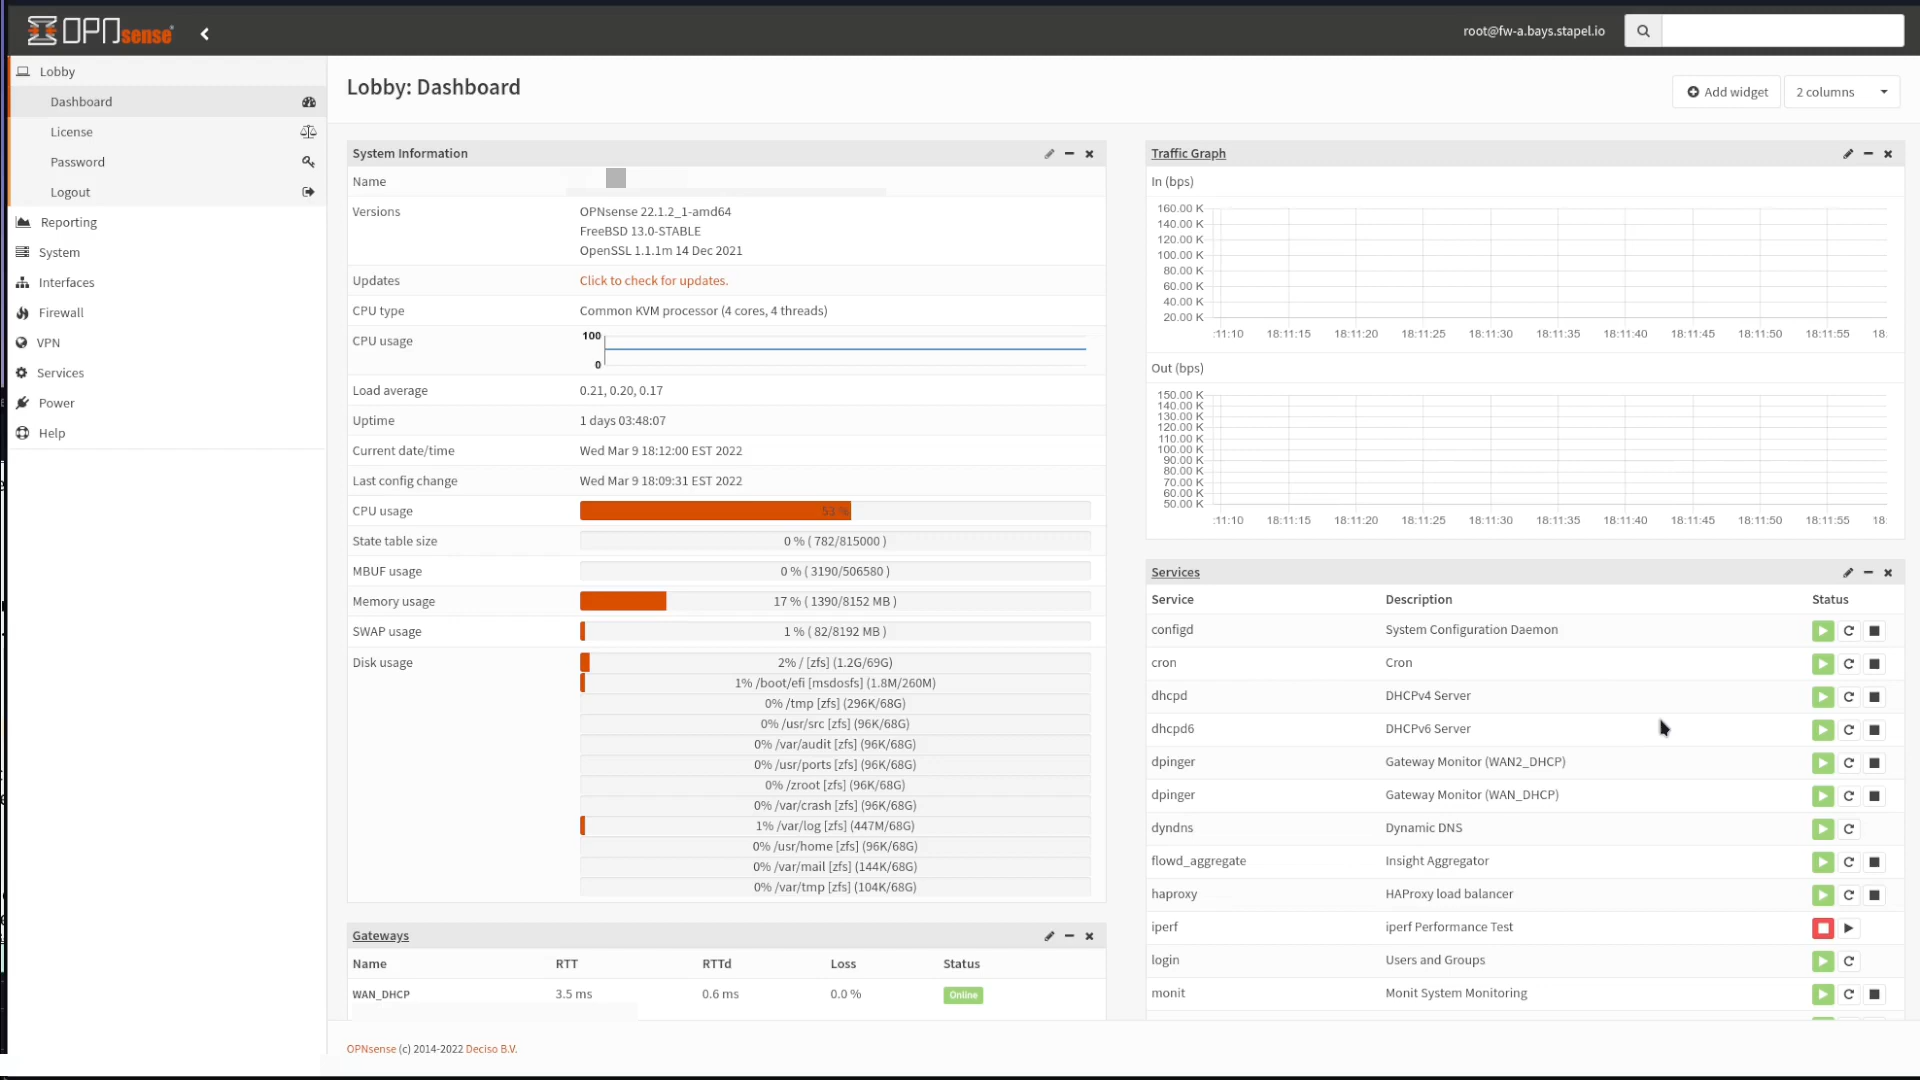 OPNsense
root@fw-a.bays.stapel.io
Lobby
Dashboard
License
Password
Logout
Reporting
System
Interfaces
Firewall
VPN
Services
Power
Help
Lobby: Dashboard
Add widget
2 columns
System Information
Name
Versions
OPNsense 22.1.2_1-amd64
FreeBSD 13.0-STABLE
OpenSSL 1.1.1m 14 Dec 2021
Updates
Click to check for updates.
CPU type
Common KVM processor (4 cores, 4 threads)
CPU usage
100
0
Load average
0.21, 0.20, 0.17
Uptime
1 days 03:48:07
Current date/time
Wed Mar 9 18:12:00 EST 2022
Last config change
Wed Mar 9 18:09:31 EST 2022
CPU usage
53 %
State table size
0 % ( 782/815000 )
MBUF usage
0 % ( 3190/506580 )
Memory usage
17 % ( 1390/8152 MB )
SWAP usage
1 % ( 82/8192 MB )
Disk usage
2% / [zfs] (1.2G/69G)
1% /boot/efi [msdosfs] (1.8M/260M)
0% /tmp [zfs] (296K/68G)
0% /usr/src [zfs] (96K/68G)
0% /var/audit [zfs] (96K/68G)
0% /usr/ports [zfs] (96K/68G)
0% /zroot [zfs] (96K/68G)
0% /var/crash [zfs] (96K/68G)
1% /var/log [zfs] (447M/68G)
0% /usr/home [zfs] (96K/68G)
0% /var/mail [zfs] (144K/68G)
0% /var/tmp [zfs] (104K/68G)
Gateways
Name RTT RTTd Loss Status
WAN_DHCP 3.5 ms 0.6 ms 0.0 % Online
Traffic Graph
In (bps)
160.00 K
140.00 K
120.00 K
100.00 K
80.00 K
60.00 K
40.00 K
20.00 K
:11:10 18:11:15 18:11:20 18:11:25 18:11:30 18:11:35 18:11:40 18:11:45 18:11:50 18:11:55 18:
Out (bps)
150.00 K
140.00 K
130.00 K
120.00 K
110.00 K
100.00 K
90.00 K
80.00 K
70.00 K
60.00 K
50.00 K
:11:10 18:11:15 18:11:20 18:11:25 18:11:30 18:11:35 18:11:40 18:11:45 18:11:50 18:11:55 18:
Services
Service Description Status
configd System Configuration Daemon
cron Cron
dhcpd DHCPv4 Server
dhcpd6 DHCPv6 Server
dpinger Gateway Monitor (WAN2_DHCP)
dpinger Gateway Monitor (WAN_DHCP)
dyndns Dynamic DNS
flowd_aggregate Insight Aggregator
haproxy HAProxy load balancer
iperf iperf Performance Test
login Users and Groups
monit Monit System Monitoring
OPNsense (c) 2014-2022 Deciso B.V.